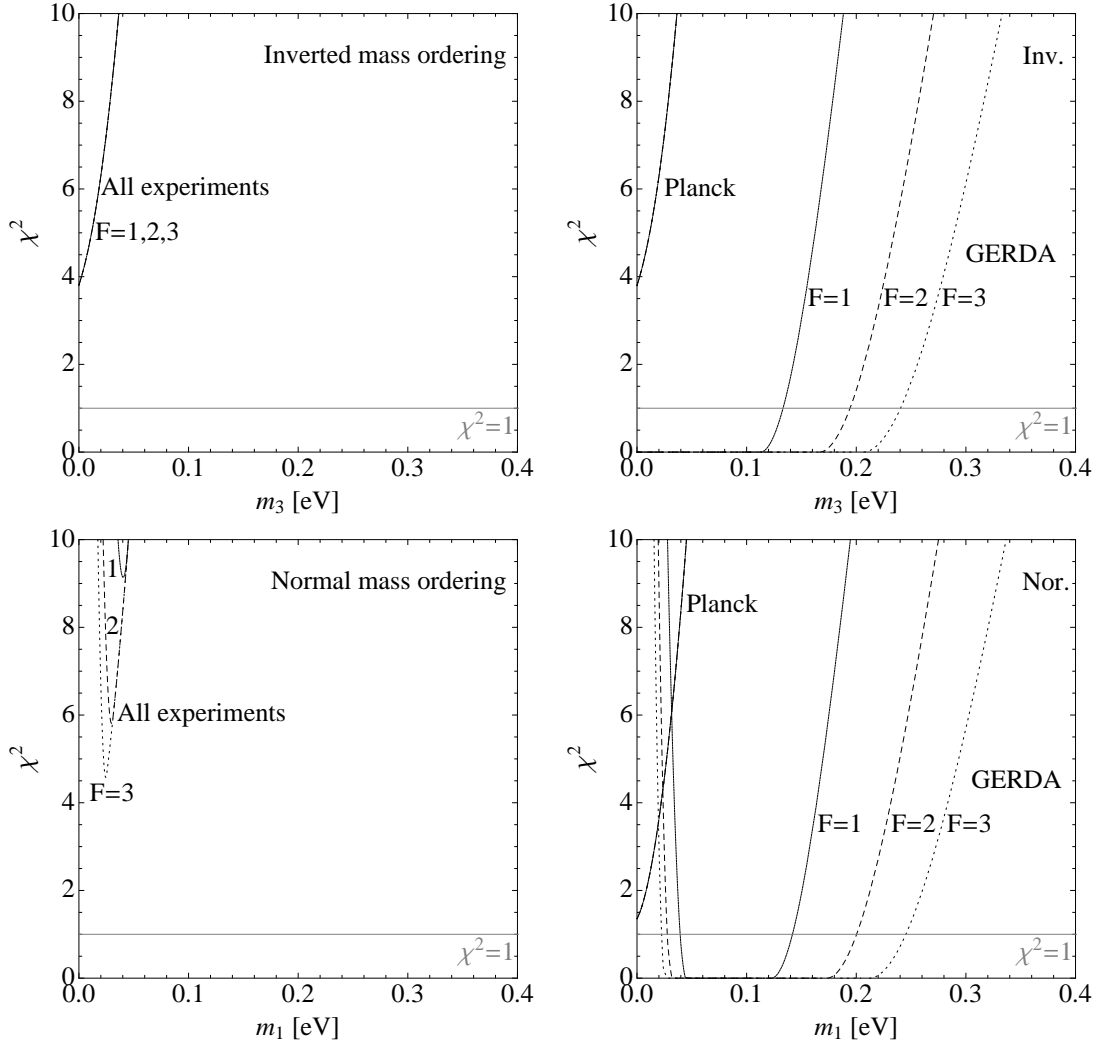 10
8
6
4
2
0
χ²
Inverted mass ordering
All experiments
F=1,2,3
χ²=1
0.0 0.1 0.2 0.3 0.4
m₃ [eV]
10
8
6
4
2
0
χ²
Inv.
Planck
GERDA
F=1 F=2 F=3
χ²=1
0.0 0.1 0.2 0.3 0.4
m₃ [eV]
10
8
6
4
2
0
χ²
1
Normal mass ordering
2
All experiments
F=3
χ²=1
0.0 0.1 0.2 0.3 0.4
m₁ [eV]
10
8
6
4
2
0
χ²
Nor.
Planck
GERDA
F=1 F=2 F=3
χ²=1
0.0 0.1 0.2 0.3 0.4
m₁ [eV]